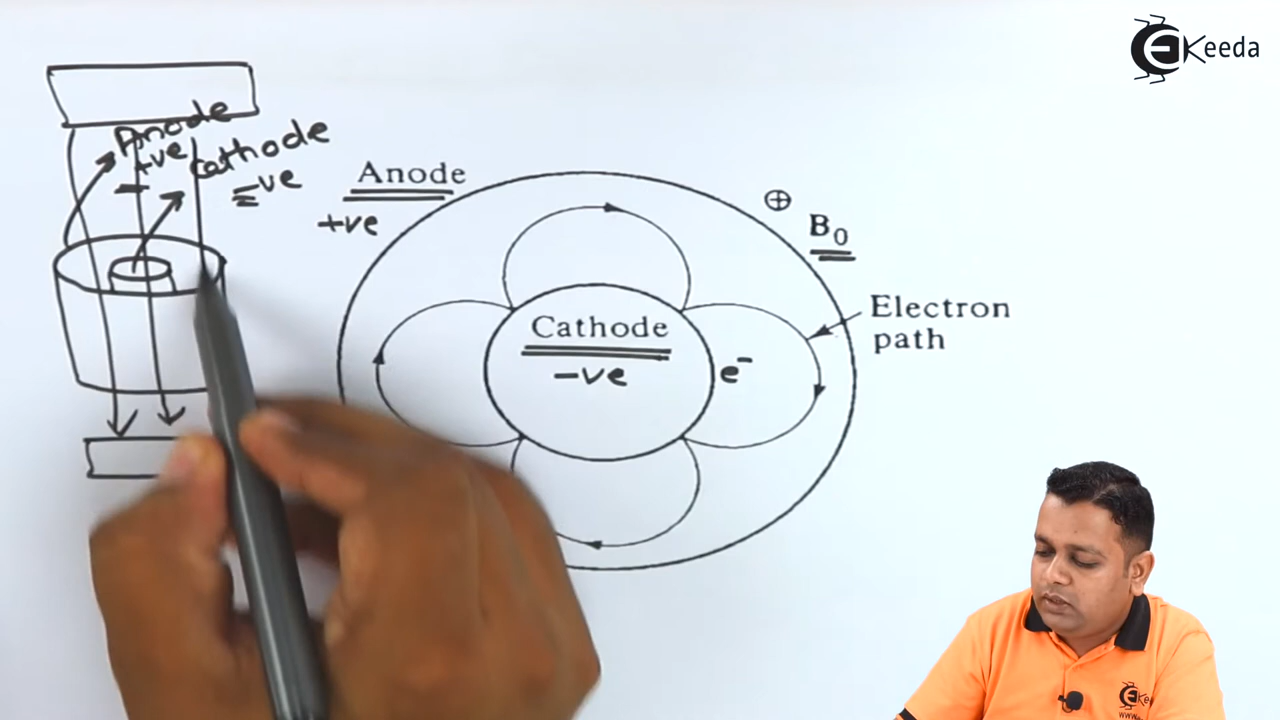 Keeda
Anode
+ve
Cathode
-ve
Anode
+ve
⊕
B₀
Electron
path
Cathode
-ve
e⁻